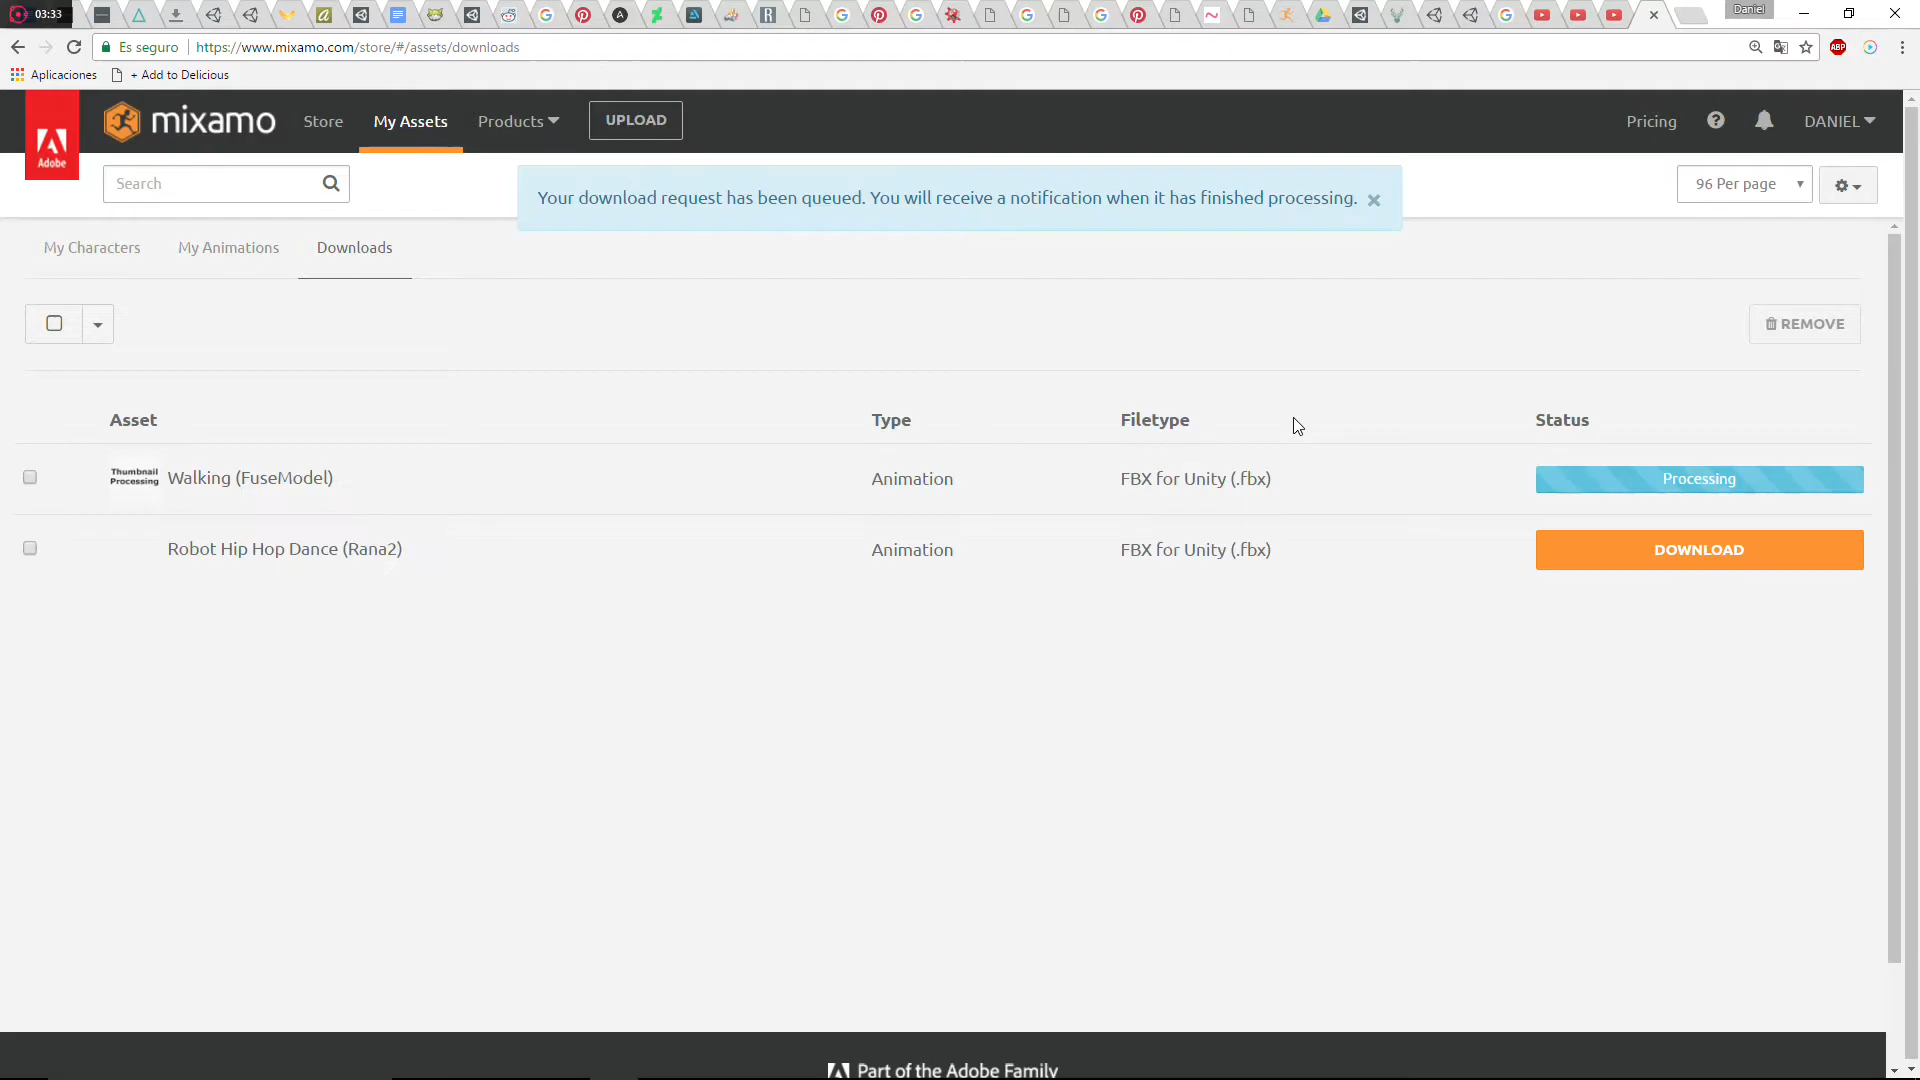 03:33
Daniel
Es seguro
https://www.mixamo.com/store/#/assets/downloads
ABP
Aplicaciones
+ Add to Delicious
Adobe
mixamo
Store
My Assets
Products
UPLOAD
Pricing
DANIEL
Search
Your download request has been queued. You will receive a notification when it has finished processing.
96 Per page
My Characters
My Animations
Downloads
REMOVE
Asset
Type
Filetype
Status
Thumbnail
Processing
Walking (FuseModel)
Animation
FBX for Unity (.fbx)
Processing
Robot Hip Hop Dance (Rana2)
Animation
FBX for Unity (.fbx)
DOWNLOAD
Part of the Adobe Family